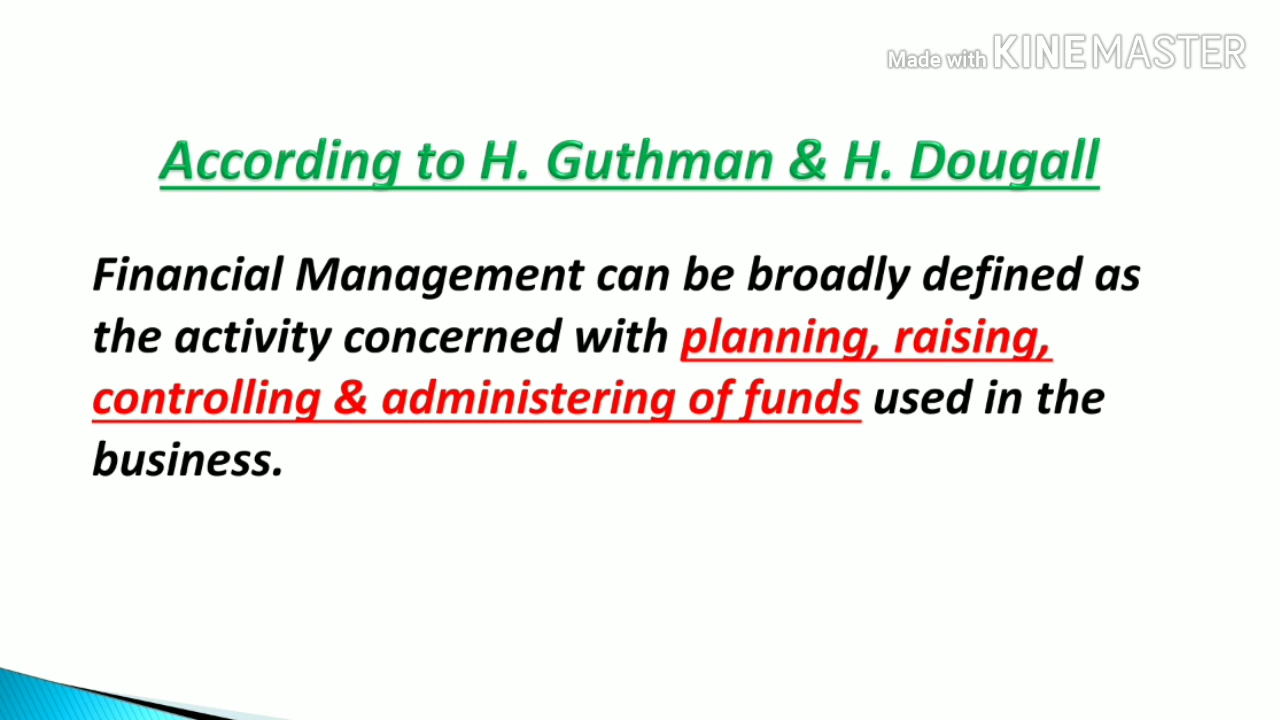 Made with KINEMASTER
According to H. Guthman & H. Dougall
Financial Management can be broadly defined as
the activity concerned with planning, raising,
controlling & administering of funds used in the
business.